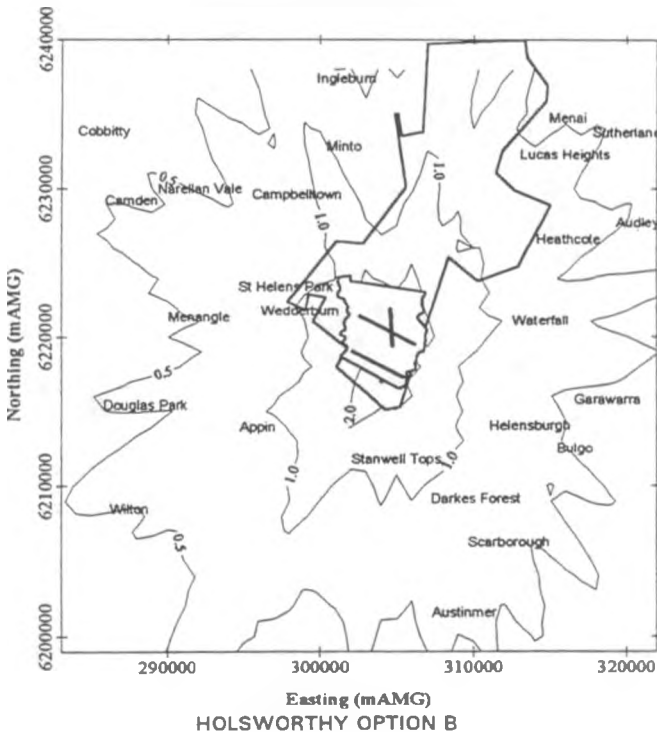 6240000
Ingleburn
Cobbitty
Menai
Sutherland
Minto
Lucas Heights
6230000
0.5
Narellan Vale
Campbelltown
1.0
1.0
Camden
Audley
Heathcote
St Helens Park
Wedderburn
Menangle
Waterfall
6220000
Northing (mAMG)
0.5
2.0
Douglas Park
Garawarra
Appin
Helensburgh
Bulgo
Stanwell Tops
1.0
1.0
6210000
Darkes Forest
Wilton
0.5
Scarborough
Austinmer
6200000
290000 300000 310000 320000
Easting (mAMG)
HOLSWORTHY OPTION B